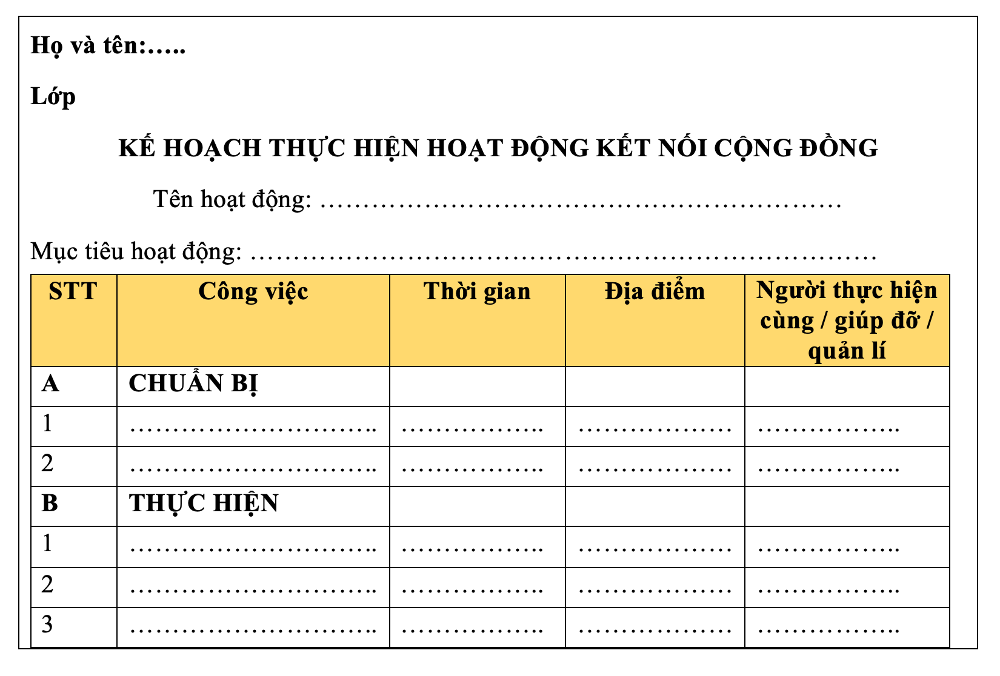 Họ và tên:…..
Lớp
KẾ HOẠCH THỰC HIỆN HOẠT ĐỘNG KẾT NỐI CỘNG ĐỒNG
Tên hoạt động: ……………………………………………………
Mục tiêu hoạt động: ………………………………………………………………
STT Công việc Thời gian Địa điểm Người thực hiện
cùng / giúp đỡ /
quản lí
A CHUẨN BỊ
1 ……………………….. …………….. ……………… ……………..
2 ……………………….. …………….. ……………… ……………..
B THỰC HIỆN
1 ……………………….. …………….. ……………… ……………..
2 ……………………….. …………….. ……………… ……………..
3 ……………………….. …………….. ……………… ……………..